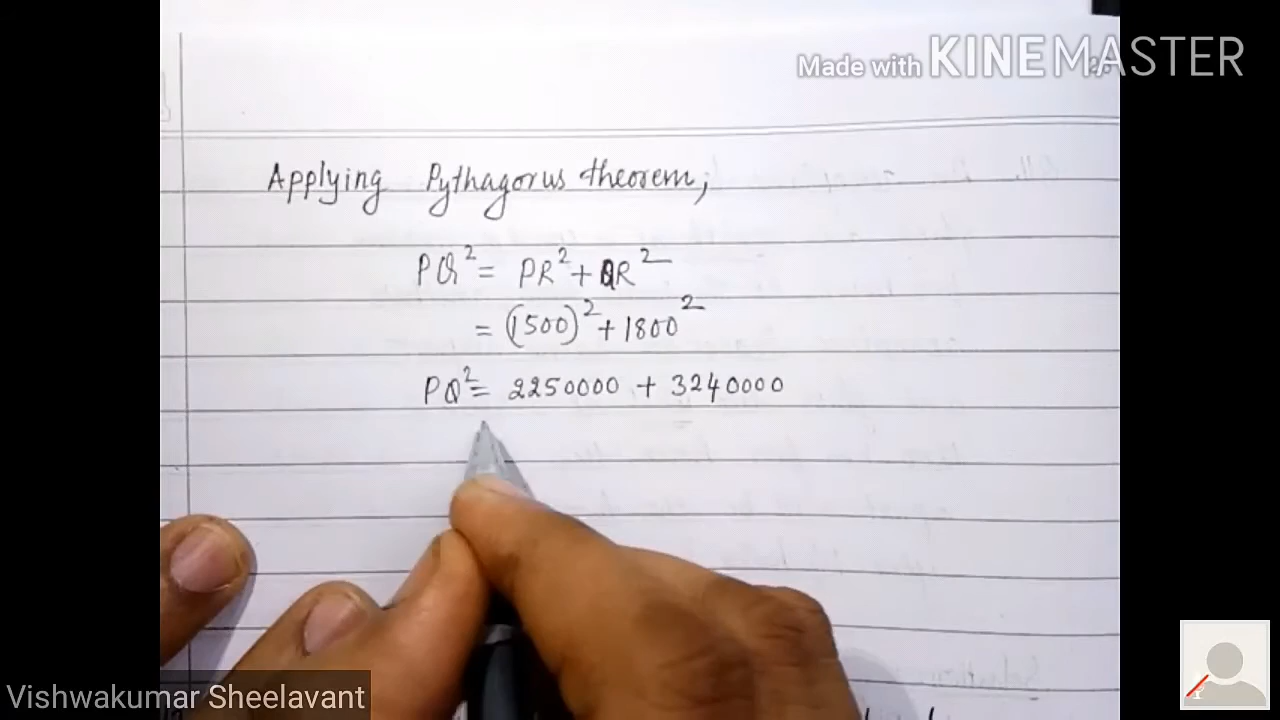 Made with KINEMASTER
Applying Pythagorus theorem,
PQ² = PR² + QR²
= (1500)² + 1800²
PQ² = 2250000 + 3240000
Vishwakumar Sheelavant